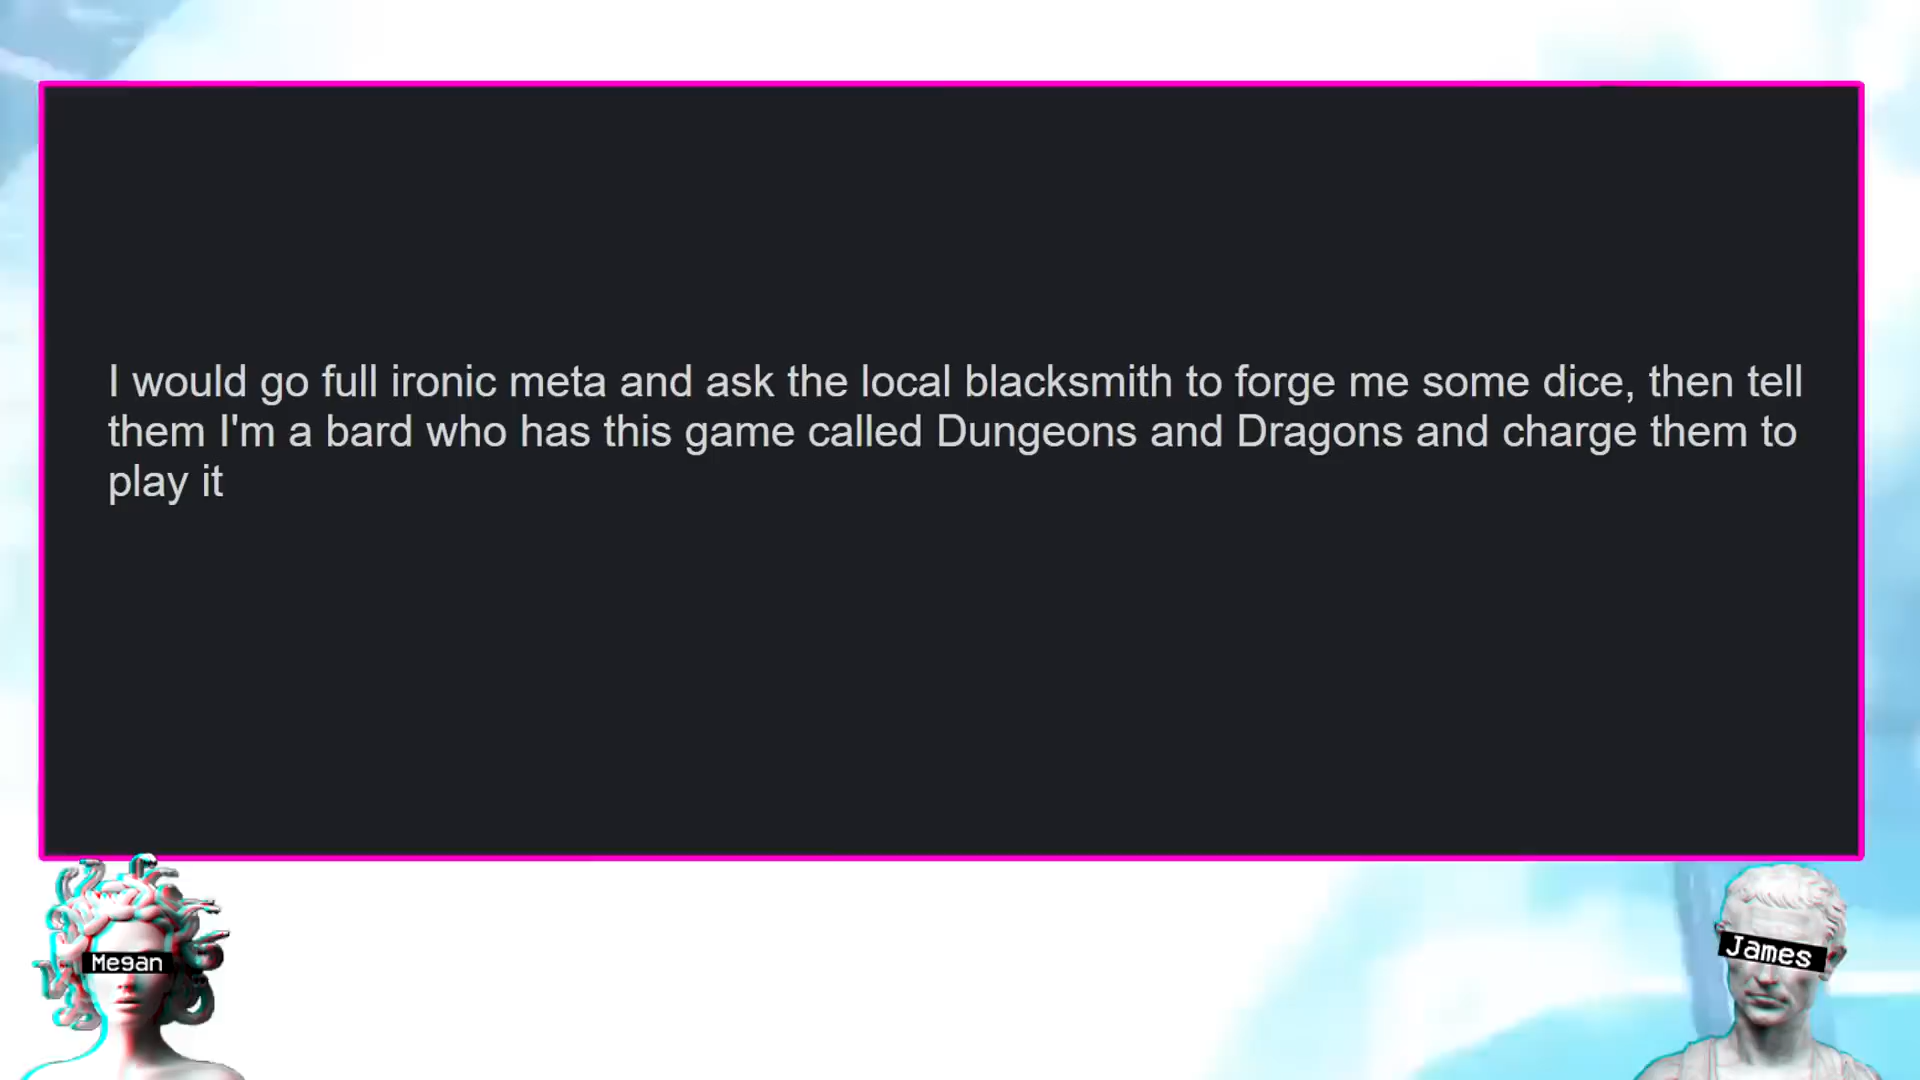 I would go full ironic meta and ask the local blacksmith to forge me some dice, then tell
them I'm a bard who has this game called Dungeons and Dragons and charge them to
play it
Megan
James